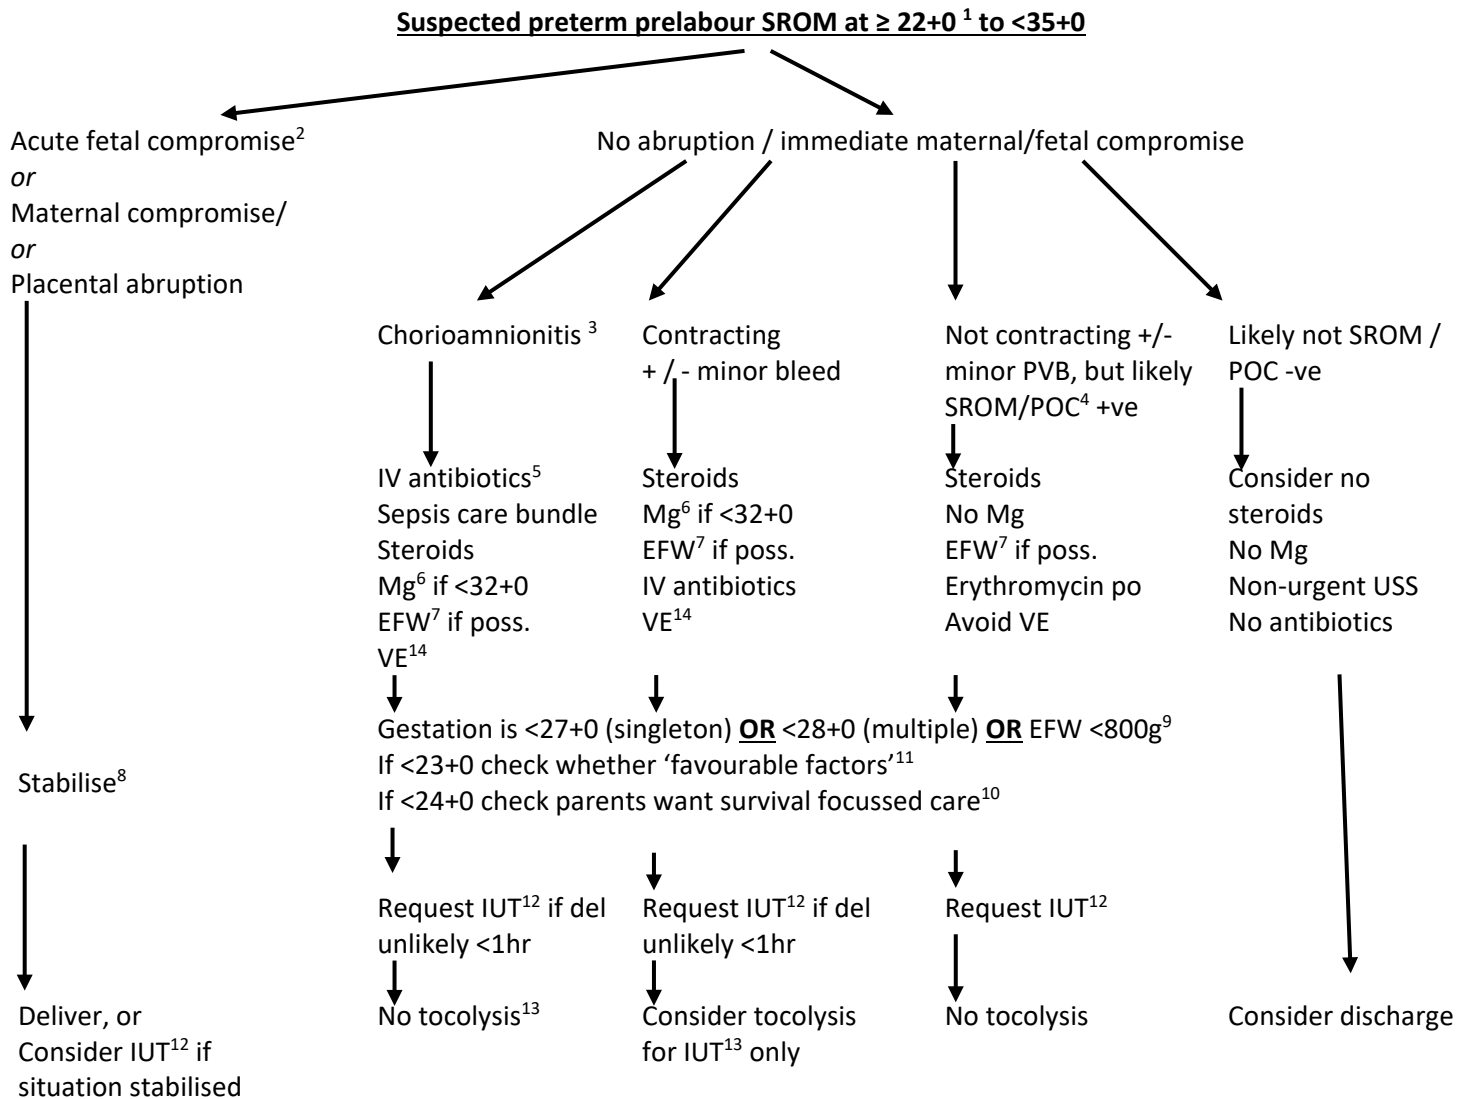 Suspected preterm prelabour SROM at ≥ 22+0 ¹ to <35+0
Acute fetal compromise²
or
Maternal compromise/
or
Placental abruption
No abruption / immediate maternal/fetal compromise
Chorioamnionitis ³
Contracting
+ / - minor bleed
Not contracting +/-
minor PVB, but likely
SROM/POC⁴ +ve
Likely not SROM /
POC -ve
IV antibiotics⁵
Sepsis care bundle
Steroids
Mg⁶ if <32+0
EFW⁷ if poss.
VE¹⁴
Steroids
Mg⁶ if <32+0
EFW⁷ if poss.
IV antibiotics
VE¹⁴
Steroids
No Mg
EFW⁷ if poss.
Erythromycin po
Avoid VE
Consider no
steroids
No Mg
Non-urgent USS
No antibiotics
Gestation is <27+0 (singleton) OR <28+0 (multiple) OR EFW <800g⁹
If <23+0 check whether ‘favourable factors’¹¹
If <24+0 check parents want survival focussed care¹⁰
Stabilise⁸
Request IUT¹² if del
unlikely <1hr
Request IUT¹² if del
unlikely <1hr
Request IUT¹²
Deliver, or
Consider IUT¹² if
situation stabilised
No tocolysis¹³
Consider tocolysis
for IUT¹³ only
No tocolysis
Consider discharge